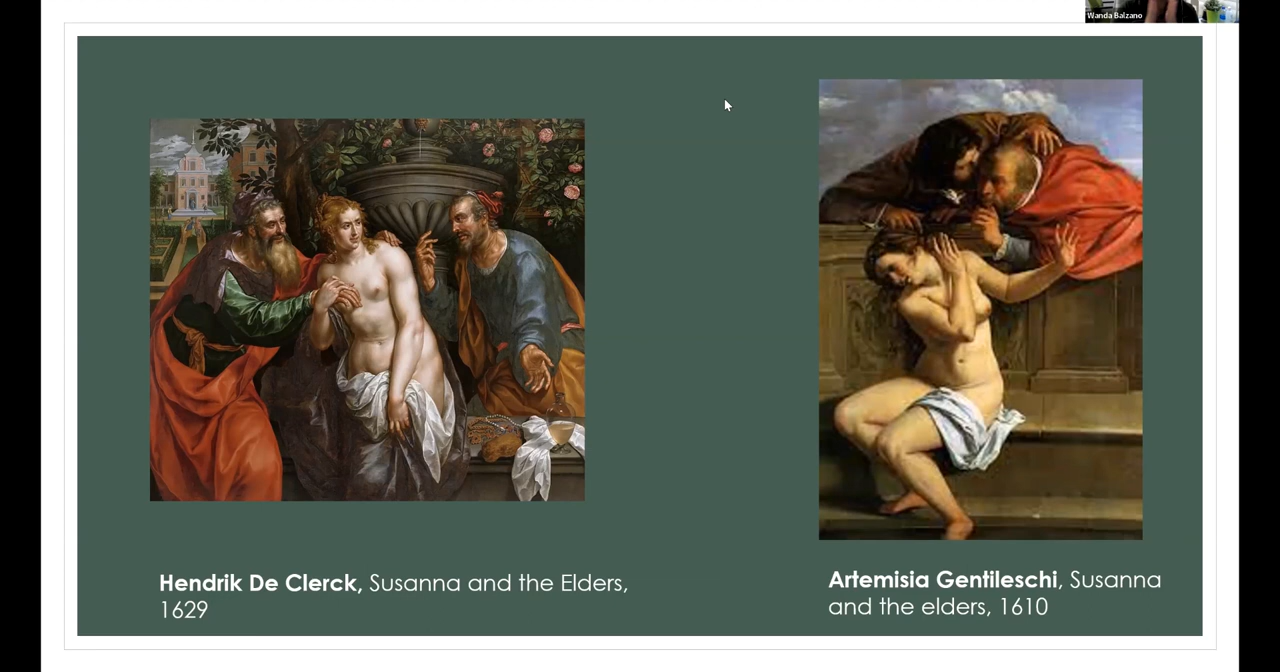 Wanda Balzano
Hendrik De Clerck, Susanna and the Elders,
1629
Artemisia Gentileschi, Susanna
and the elders, 1610